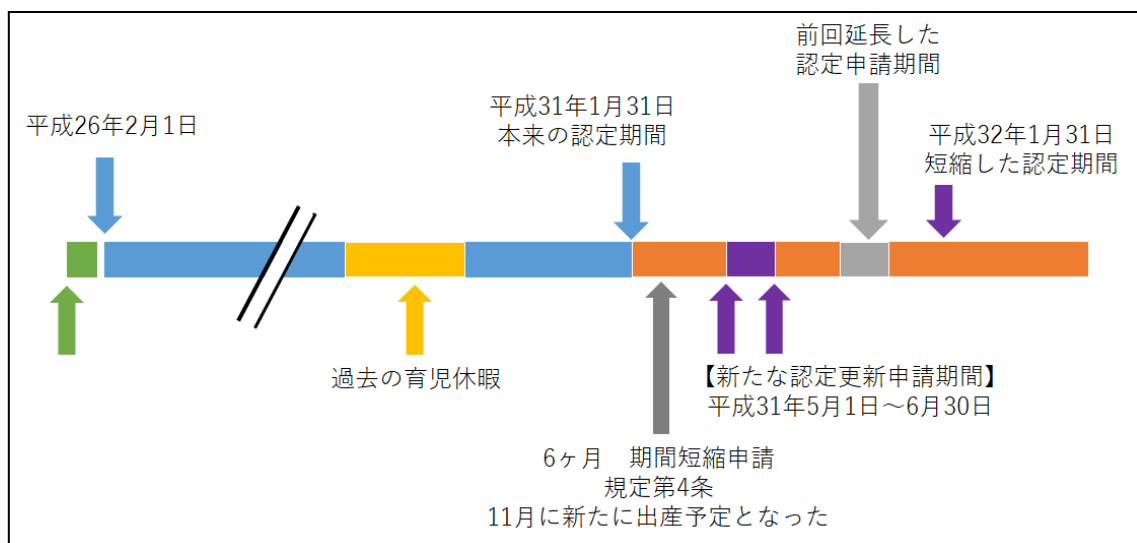 前回延長した
認定申請期間
平成26年2月1日
平成31年1月31日
本来の認定期間
平成32年1月31日
短縮した認定期間
過去の育児休暇
【新たな認定更新申請期間】
平成31年5月1日～6月30日
6ヶ月　期間短縮申請
規定第4条
11月に新たに出産予定となった